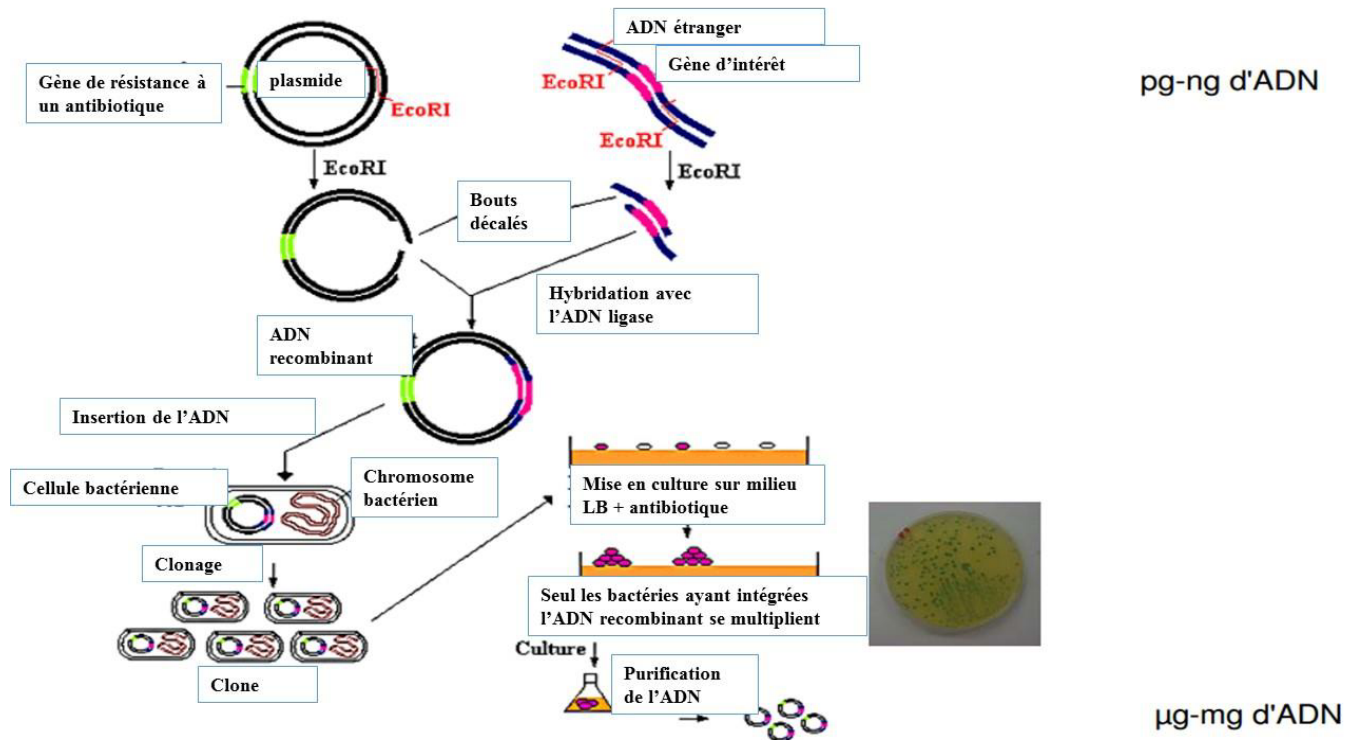 ADN étranger
Gène d'intérêt
Gène de résistance à
un antibiotique
plasmide
EcoRI
EcoRI
EcoRI
pg-ng d'ADN
EcoRI
EcoRI
Bouts
décalés
Hybridation avec
l'ADN ligase
ADN
recombinant
Insertion de l'ADN
Cellule bactérienne
Chromosome
bactérien
Mise en culture sur milieu
LB + antibiotique
Clonage
Seul les bactéries ayant intégrées
l'ADN recombinant se multiplient
Clone
Culture
Purification
de l'ADN
µg-mg d'ADN